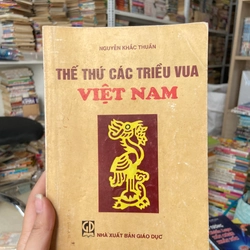 NGUYỄN KHẮC THUẦN
THẾ THỨ CÁC TRIỀU VUA
VIỆT NAM
NHÀ XUẤT BẢN GIÁO DỤC